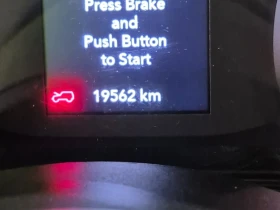 Press Brake
and
Push Button
to Start
19562 km